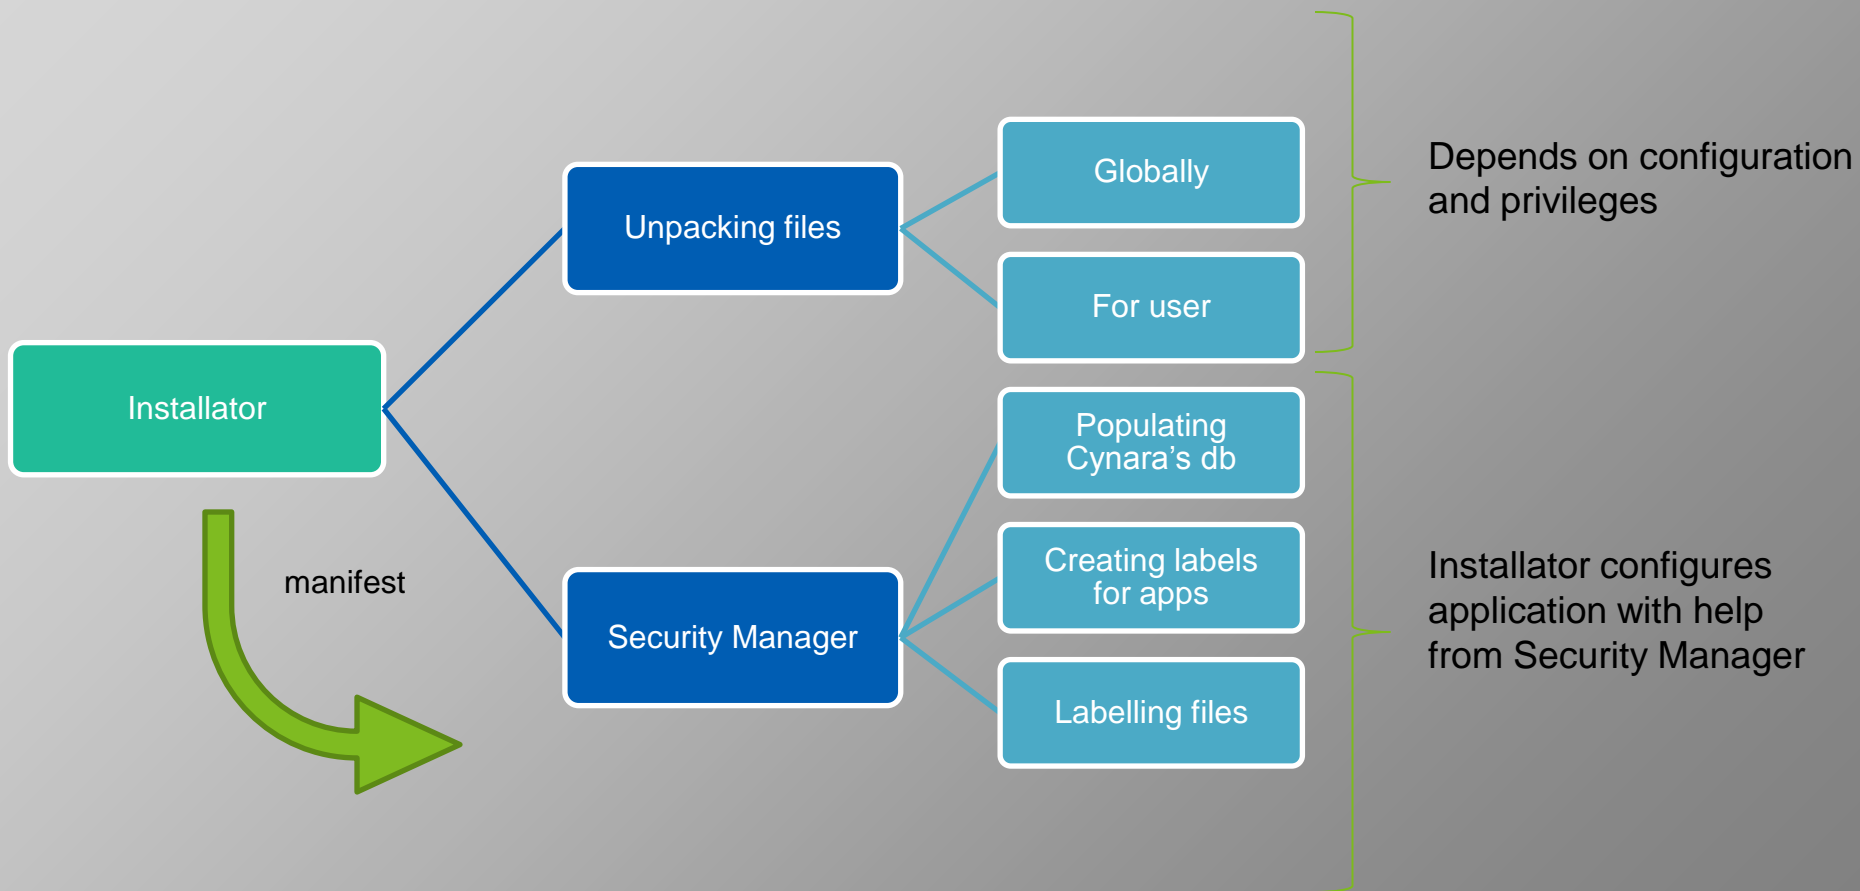 Installator
manifest
Unpacking files
Security Manager
Globally
For user
Populating
Cynara’s db
Creating labels
for apps
Labelling files
Depends on configuration
and privileges
Installator configures
application with help
from Security Manager